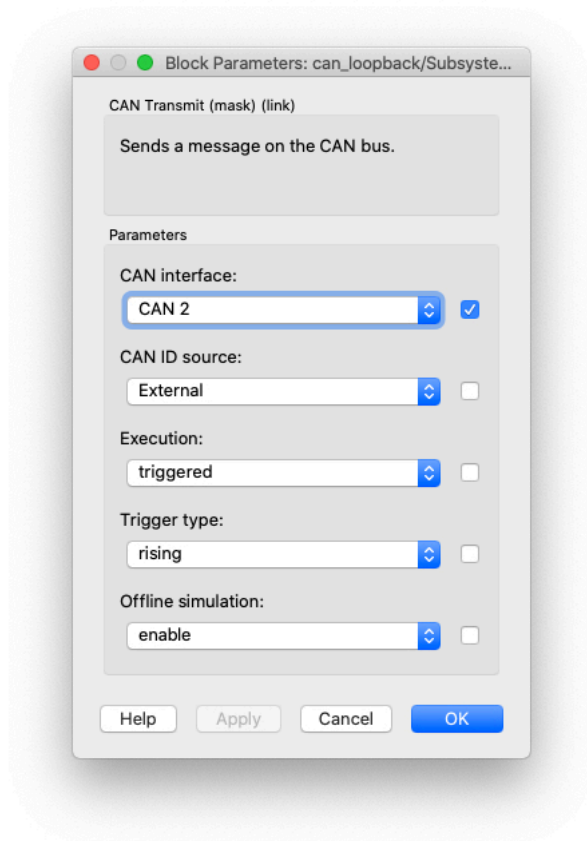 Block Parameters: can_loopback/Subsyste...
CAN Transmit (mask) (link)
Sends a message on the CAN bus.
Parameters
CAN interface:
CAN 2
CAN ID source:
External
Execution:
triggered
Trigger type:
rising
Offline simulation:
enable
Help Apply Cancel OK